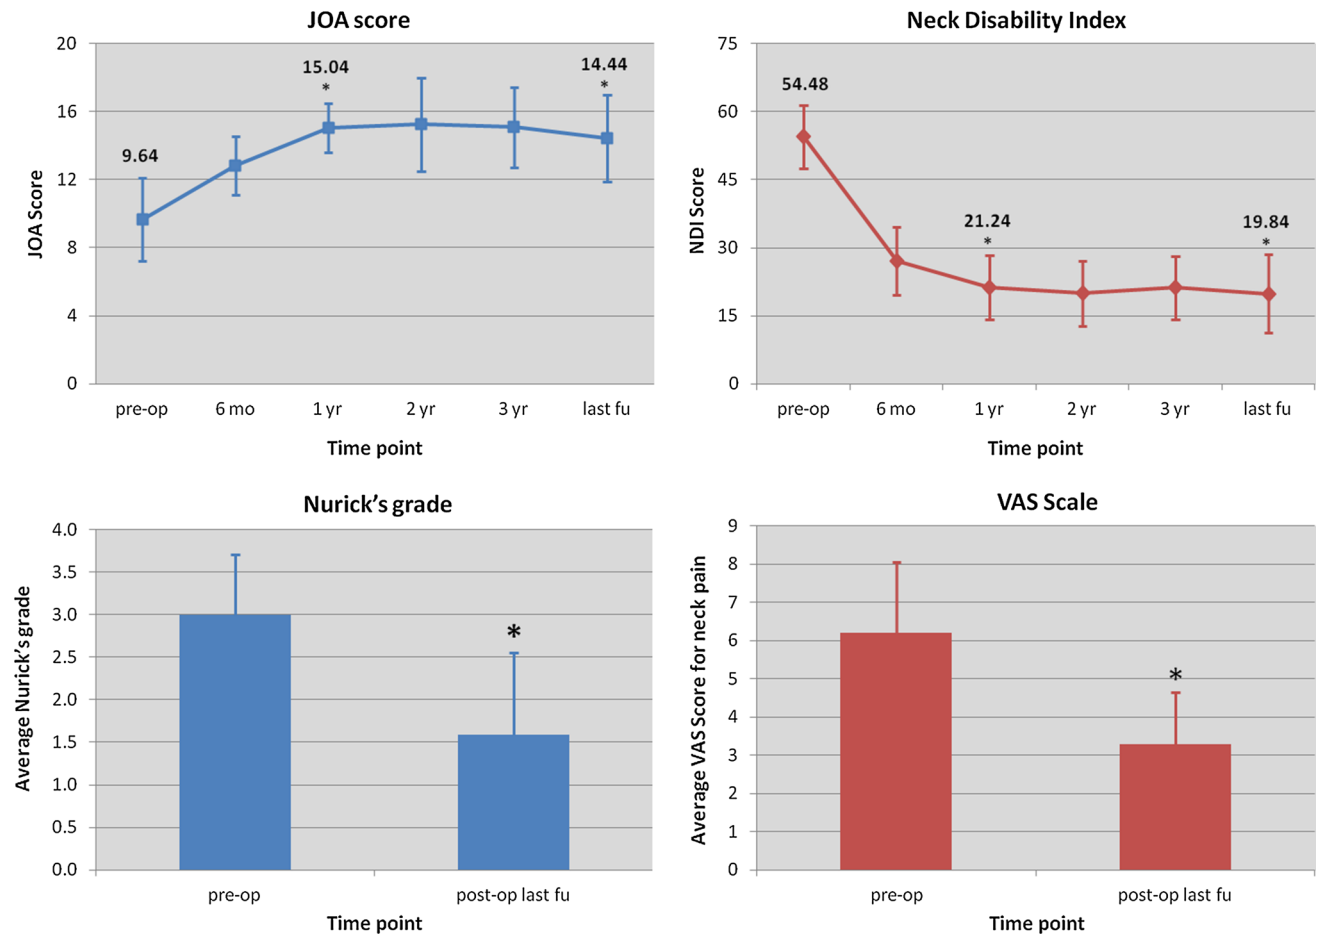 JOA score
20
16
12
8
4
0
JOA Score
9.64
15.04
*
14.44
*
pre-op 6 mo 1 yr 2 yr 3 yr last fu
Time point
Neck Disability Index
75
60
45
30
15
0
NDI Score
54.48
21.24
*
19.84
*
pre-op 6 mo 1 yr 2 yr 3 yr last fu
Time point
Nurick’s grade
4.0
3.5
3.0
2.5
2.0
1.5
1.0
0.5
0.0
Average Nurick’s grade
*
pre-op post-op last fu
Time point
VAS Scale
9
8
7
6
5
4
3
2
1
0
Average VAS Score for neck pain
*
pre-op post-op last fu
Time point